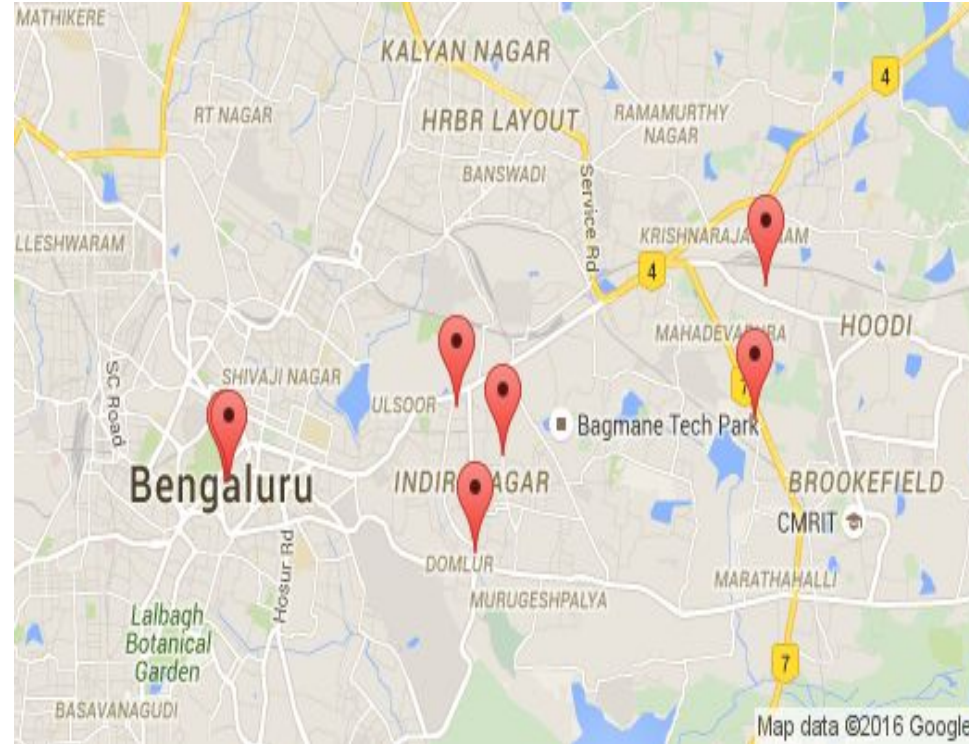 MATHIKERE
KALYAN NAGAR
4
RT NAGAR
HRBR LAYOUT
RAMAMURTHY
NAGAR
BANSWADI
Service Rd
LLESHWARAM
4
MAHADEV
HOODI
SC Road
SHIVAJI NAGAR
ULSOOR
7
Bagmane Tech Park
Bengaluru
BROOKEFIELD
CMRIT
Hosur Rd
DOMLUR
MARATHAHALLI
MURUGESHPALYA
Lalbagh
Botanical
Garden
7
BASAVANAGUDI
Map data ©2016 Google